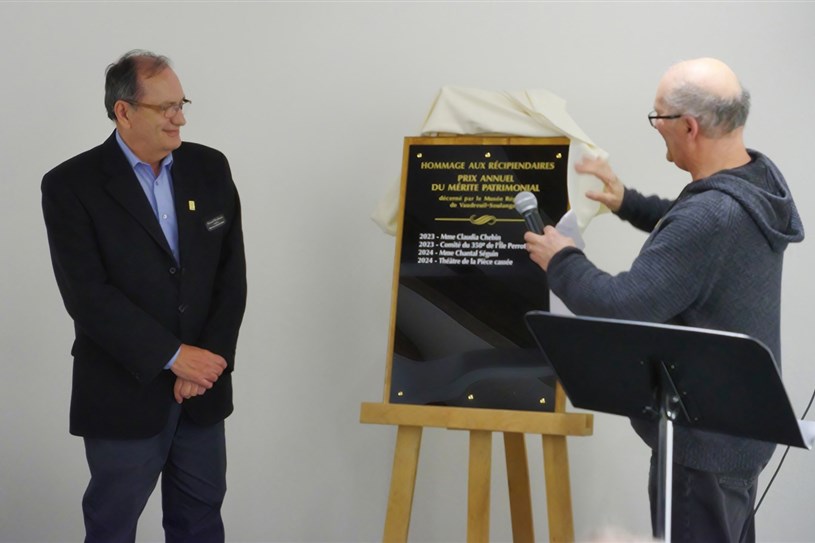 HOMMAGE AUX RÉCIPIENDAIRES
PRIX ANNUEL
DU MÉRITE PATRIMONIAL
décerné par le Musée
de Vaudreuil-Soulanges
2023 - Mme Claudia Chebin
2023 - Comité du 350e de l'Île Perrot
2024 - Mme Chantal Séguin
2024 - Théâtre de la Pièce cassée